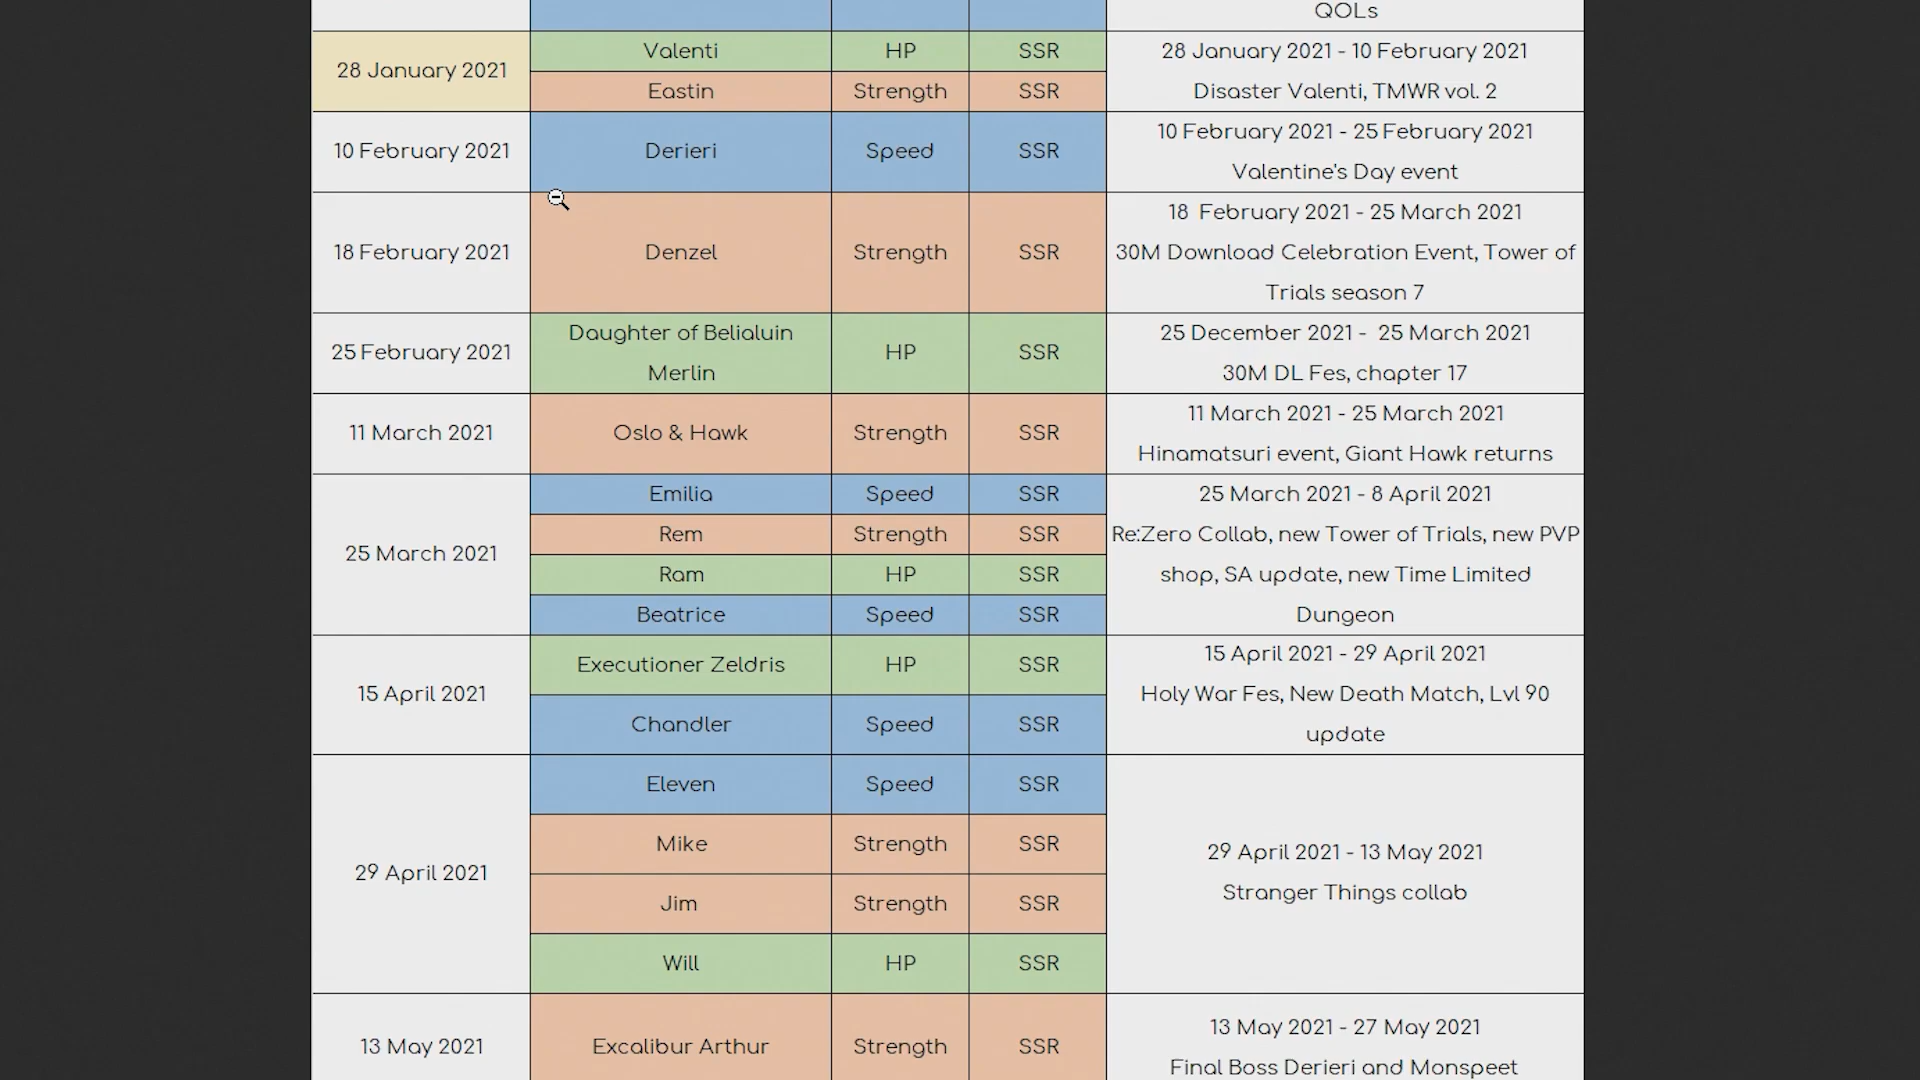 QOLs
28 January 2021
Valenti HP SSR
Eastin Strength SSR
28 January 2021 - 10 February 2021
Disaster Valenti, TMWR vol. 2
10 February 2021
Derieri Speed SSR
10 February 2021 - 25 February 2021
Valentine's Day event
18 February 2021
Denzel Strength SSR
18 February 2021 - 25 March 2021
30M Download Celebration Event, Tower of
Trials season 7
25 February 2021
Daughter of Belialuin
Merlin
HP SSR
25 December 2021 - 25 March 2021
30M DL Fes, chapter 17
11 March 2021
Oslo & Hawk Strength SSR
11 March 2021 - 25 March 2021
Hinamatsuri event, Giant Hawk returns
25 March 2021
Emilia Speed SSR
Rem Strength SSR
Ram HP SSR
Beatrice Speed SSR
25 March 2021 - 8 April 2021
Re:Zero Collab, new Tower of Trials, new PVP
shop, SA update, new Time Limited
Dungeon
15 April 2021
Executioner Zeldris HP SSR
Chandler Speed SSR
15 April 2021 - 29 April 2021
Holy War Fes, New Death Match, Lvl 90
update
29 April 2021
Eleven Speed SSR
Mike Strength SSR
Jim Strength SSR
Will HP SSR
29 April 2021 - 13 May 2021
Stranger Things collab
13 May 2021
Excalibur Arthur Strength SSR
13 May 2021 - 27 May 2021
Final Boss Derieri and Monspeet